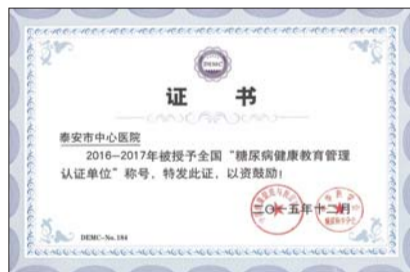 DEMC
证 书
泰安市中心医院
2016-2017年被授予全国“糖尿病健康教育管理
认证单位”称号，特发此证，以资鼓励！
二〇一五年十二月
DEMC-No.184